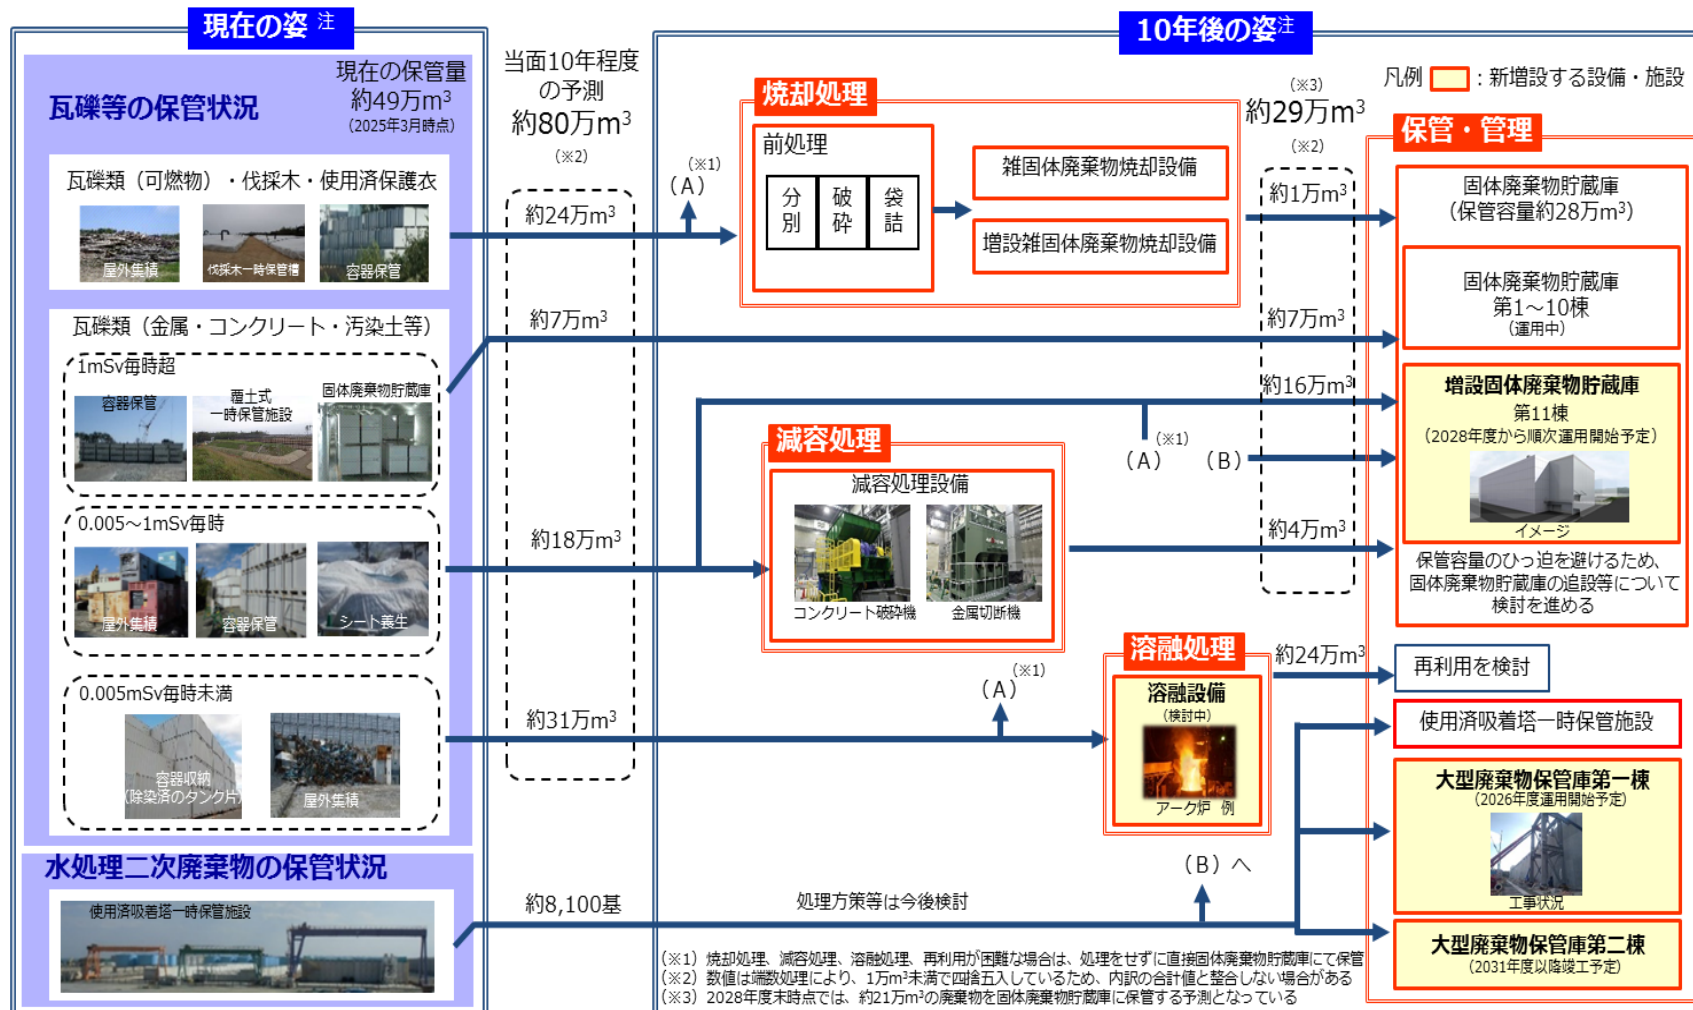 現在の姿 注
瓦礫等の保管状況
現在の保管量
約49万m³
(2025年3月時点)
瓦礫類（可燃物）・伐採木・使用済保護衣
屋外集積
伐採木一時保管槽
容器保管
瓦礫類（金属・コンクリート・汚染土等）
1mSv毎時超
容器保管
覆土式
一時保管施設
固体廃棄物貯蔵庫
0.005～1mSv毎時
屋外集積
容器保管
シート養生
0.005mSv毎時未満
容器収納
(除染済のタンク片)
屋外集積
水処理二次廃棄物の保管状況
使用済吸着塔一時保管施設
当面10年程度
の予測
約80万m³
(※2)
約24万m³
約7万m³
約18万m³
約31万m³
約8,100基
10年後の姿注
凡例 ：新増設する設備・施設
(※1)
(A)
焼却処理
前処理
分別
破砕
袋詰
雑固体廃棄物焼却設備
増設雑固体廃棄物焼却設備
減容処理
減容処理設備
コンクリート破砕機
金属切断機
(A)
(※1)
(B)
(※1)
(A)
溶融処理
溶融設備
(検討中)
アーク炉 例
処理方策等は今後検討
(B) へ
(※3)
約29万m³
(※2)
約1万m³
約7万m³
約16万m³
約4万m³
約24万m³
保管・管理
固体廃棄物貯蔵庫
(保管容量約28万m³)
固体廃棄物貯蔵庫
第1～10棟
(運用中)
増設固体廃棄物貯蔵庫
第11棟
(2028年度から順次運用開始予定)
イメージ
保管容量のひっ迫を避けるため、
固体廃棄物貯蔵庫の追設等について
検討を進める
再利用を検討
使用済吸着塔一時保管施設
大型廃棄物保管庫第一棟
(2026年度運用開始予定)
工事状況
大型廃棄物保管庫第二棟
(2031年度以降竣工予定)
(※1) 焼却処理、減容処理、溶融処理、再利用が困難な場合は、処理をせずに直接固体廃棄物貯蔵庫にて保管
(※2) 数値は端数処理により、1万m³未満で四捨五入しているため、内訳の合計値と整合しない場合がある
(※3) 2028年度末時点では、約21万m³の廃棄物を固体廃棄物貯蔵庫に保管する予測となっている